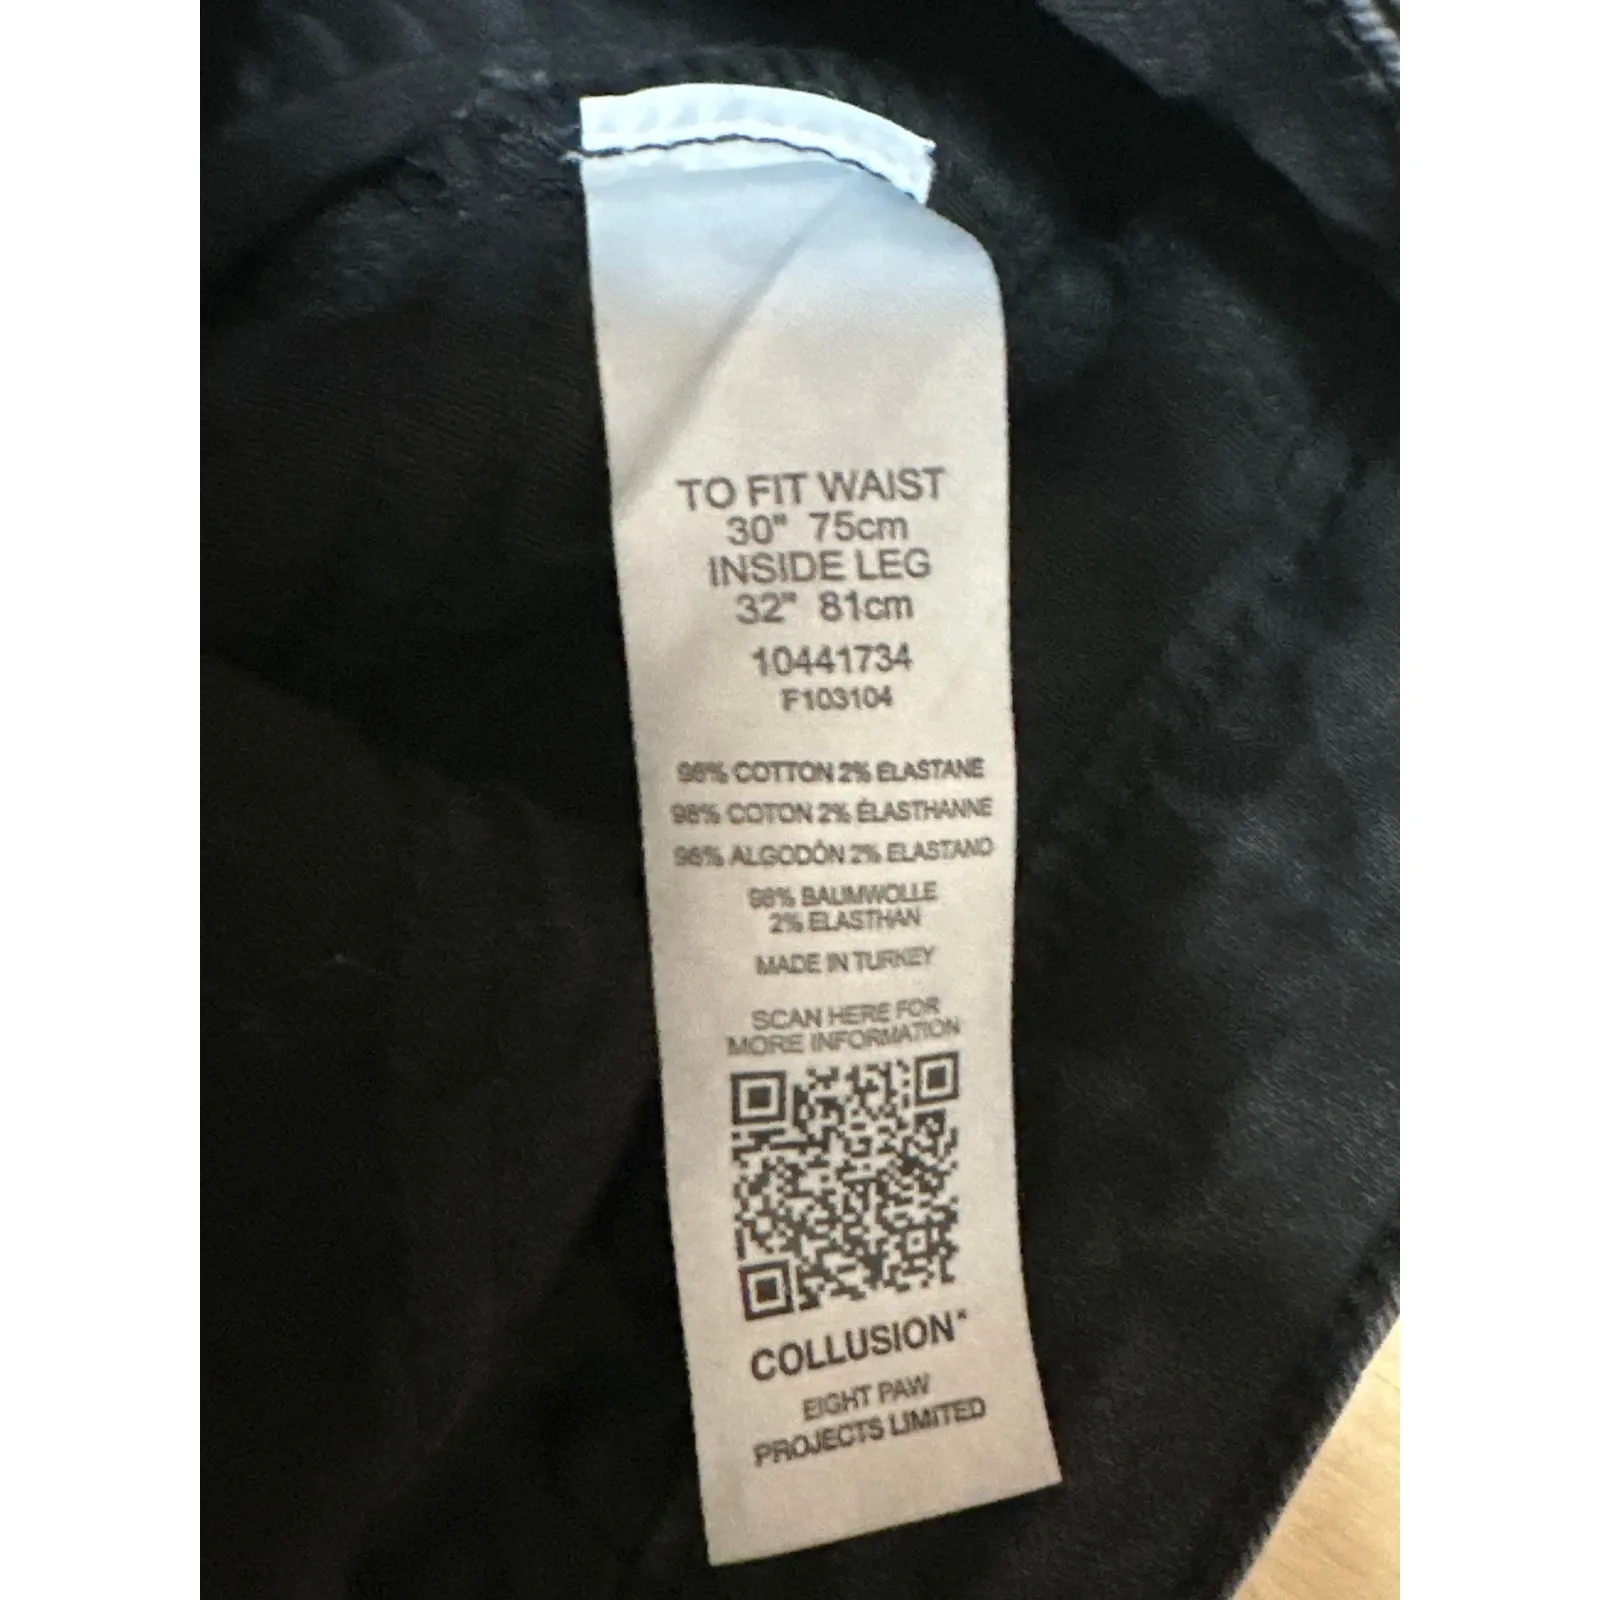 TO FIT WAIST
30" 75cm
INSIDE LEG
32" 81cm
10441734
F103104
98% COTTON 2% ELASTANE
98% COTON 2% ÉLASTHANNE
98% ALGODÓN 2% ELASTANO
98% BAUMWOLLE
2% ELASTHAN
MADE IN TURKEY
SCAN HERE FOR
MORE INFORMATION
COLLUSION*
EIGHT PAW
PROJECTS LIMITED